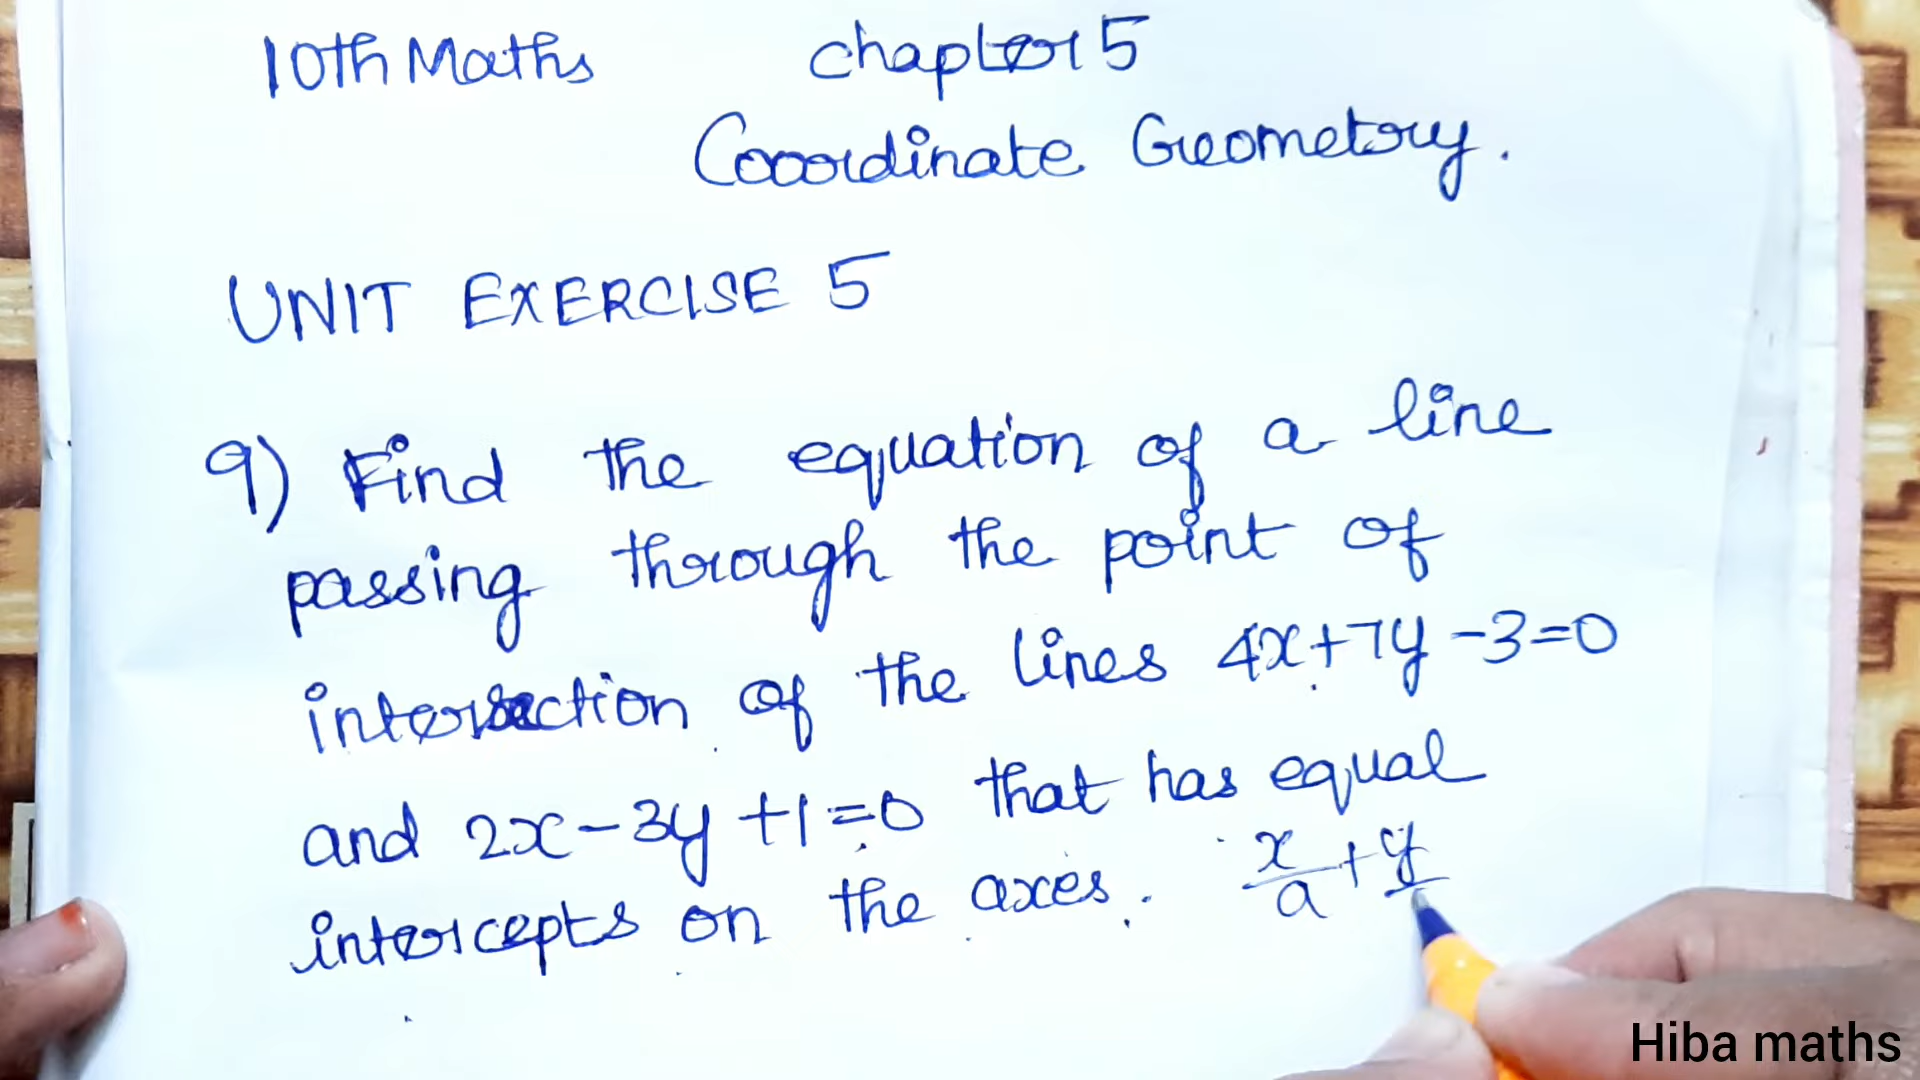 10th Maths chapter 5
Coordinate Geometry.
UNIT EXERCISE 5
9) Find the equation of a line
passing through the point of
intersection of the lines 4x+7y-3=0
and 2x-3y+1=0 that has equal
intercepts on the axes. x/a + y
Hiba maths